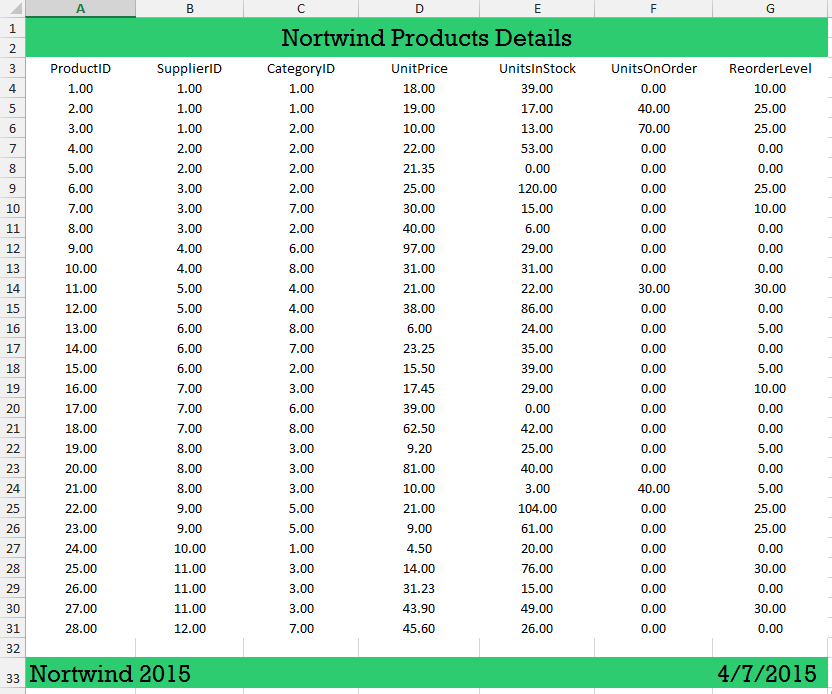 A B C D E F G
1 Nortwind Products Details
2
3 ProductID SupplierID CategoryID UnitPrice UnitsInStock UnitsOnOrder ReorderLevel
4 1.00 1.00 1.00 18.00 39.00 0.00 10.00
5 2.00 1.00 1.00 19.00 17.00 40.00 25.00
6 3.00 1.00 2.00 10.00 13.00 70.00 25.00
7 4.00 2.00 2.00 22.00 53.00 0.00 0.00
8 5.00 2.00 2.00 21.35 0.00 0.00 0.00
9 6.00 3.00 2.00 25.00 120.00 0.00 25.00
10 7.00 3.00 7.00 30.00 15.00 0.00 10.00
11 8.00 3.00 2.00 40.00 6.00 0.00 0.00
12 9.00 4.00 6.00 97.00 29.00 0.00 0.00
13 10.00 4.00 8.00 31.00 31.00 0.00 0.00
14 11.00 5.00 4.00 21.00 22.00 30.00 30.00
15 12.00 5.00 4.00 38.00 86.00 0.00 0.00
16 13.00 6.00 8.00 6.00 24.00 0.00 5.00
17 14.00 6.00 7.00 23.25 35.00 0.00 0.00
18 15.00 6.00 2.00 15.50 39.00 0.00 5.00
19 16.00 7.00 3.00 17.45 29.00 0.00 10.00
20 17.00 7.00 6.00 39.00 0.00 0.00 0.00
21 18.00 7.00 8.00 62.50 42.00 0.00 0.00
22 19.00 8.00 3.00 9.20 25.00 0.00 5.00
23 20.00 8.00 3.00 81.00 40.00 0.00 0.00
24 21.00 8.00 3.00 10.00 3.00 40.00 5.00
25 22.00 9.00 5.00 21.00 104.00 0.00 25.00
26 23.00 9.00 5.00 9.00 61.00 0.00 25.00
27 24.00 10.00 1.00 4.50 20.00 0.00 0.00
28 25.00 11.00 3.00 14.00 76.00 0.00 30.00
29 26.00 11.00 3.00 31.23 15.00 0.00 0.00
30 27.00 11.00 3.00 43.90 49.00 0.00 30.00
31 28.00 12.00 7.00 45.60 26.00 0.00 0.00
32
33 Nortwind 2015 4/7/2015